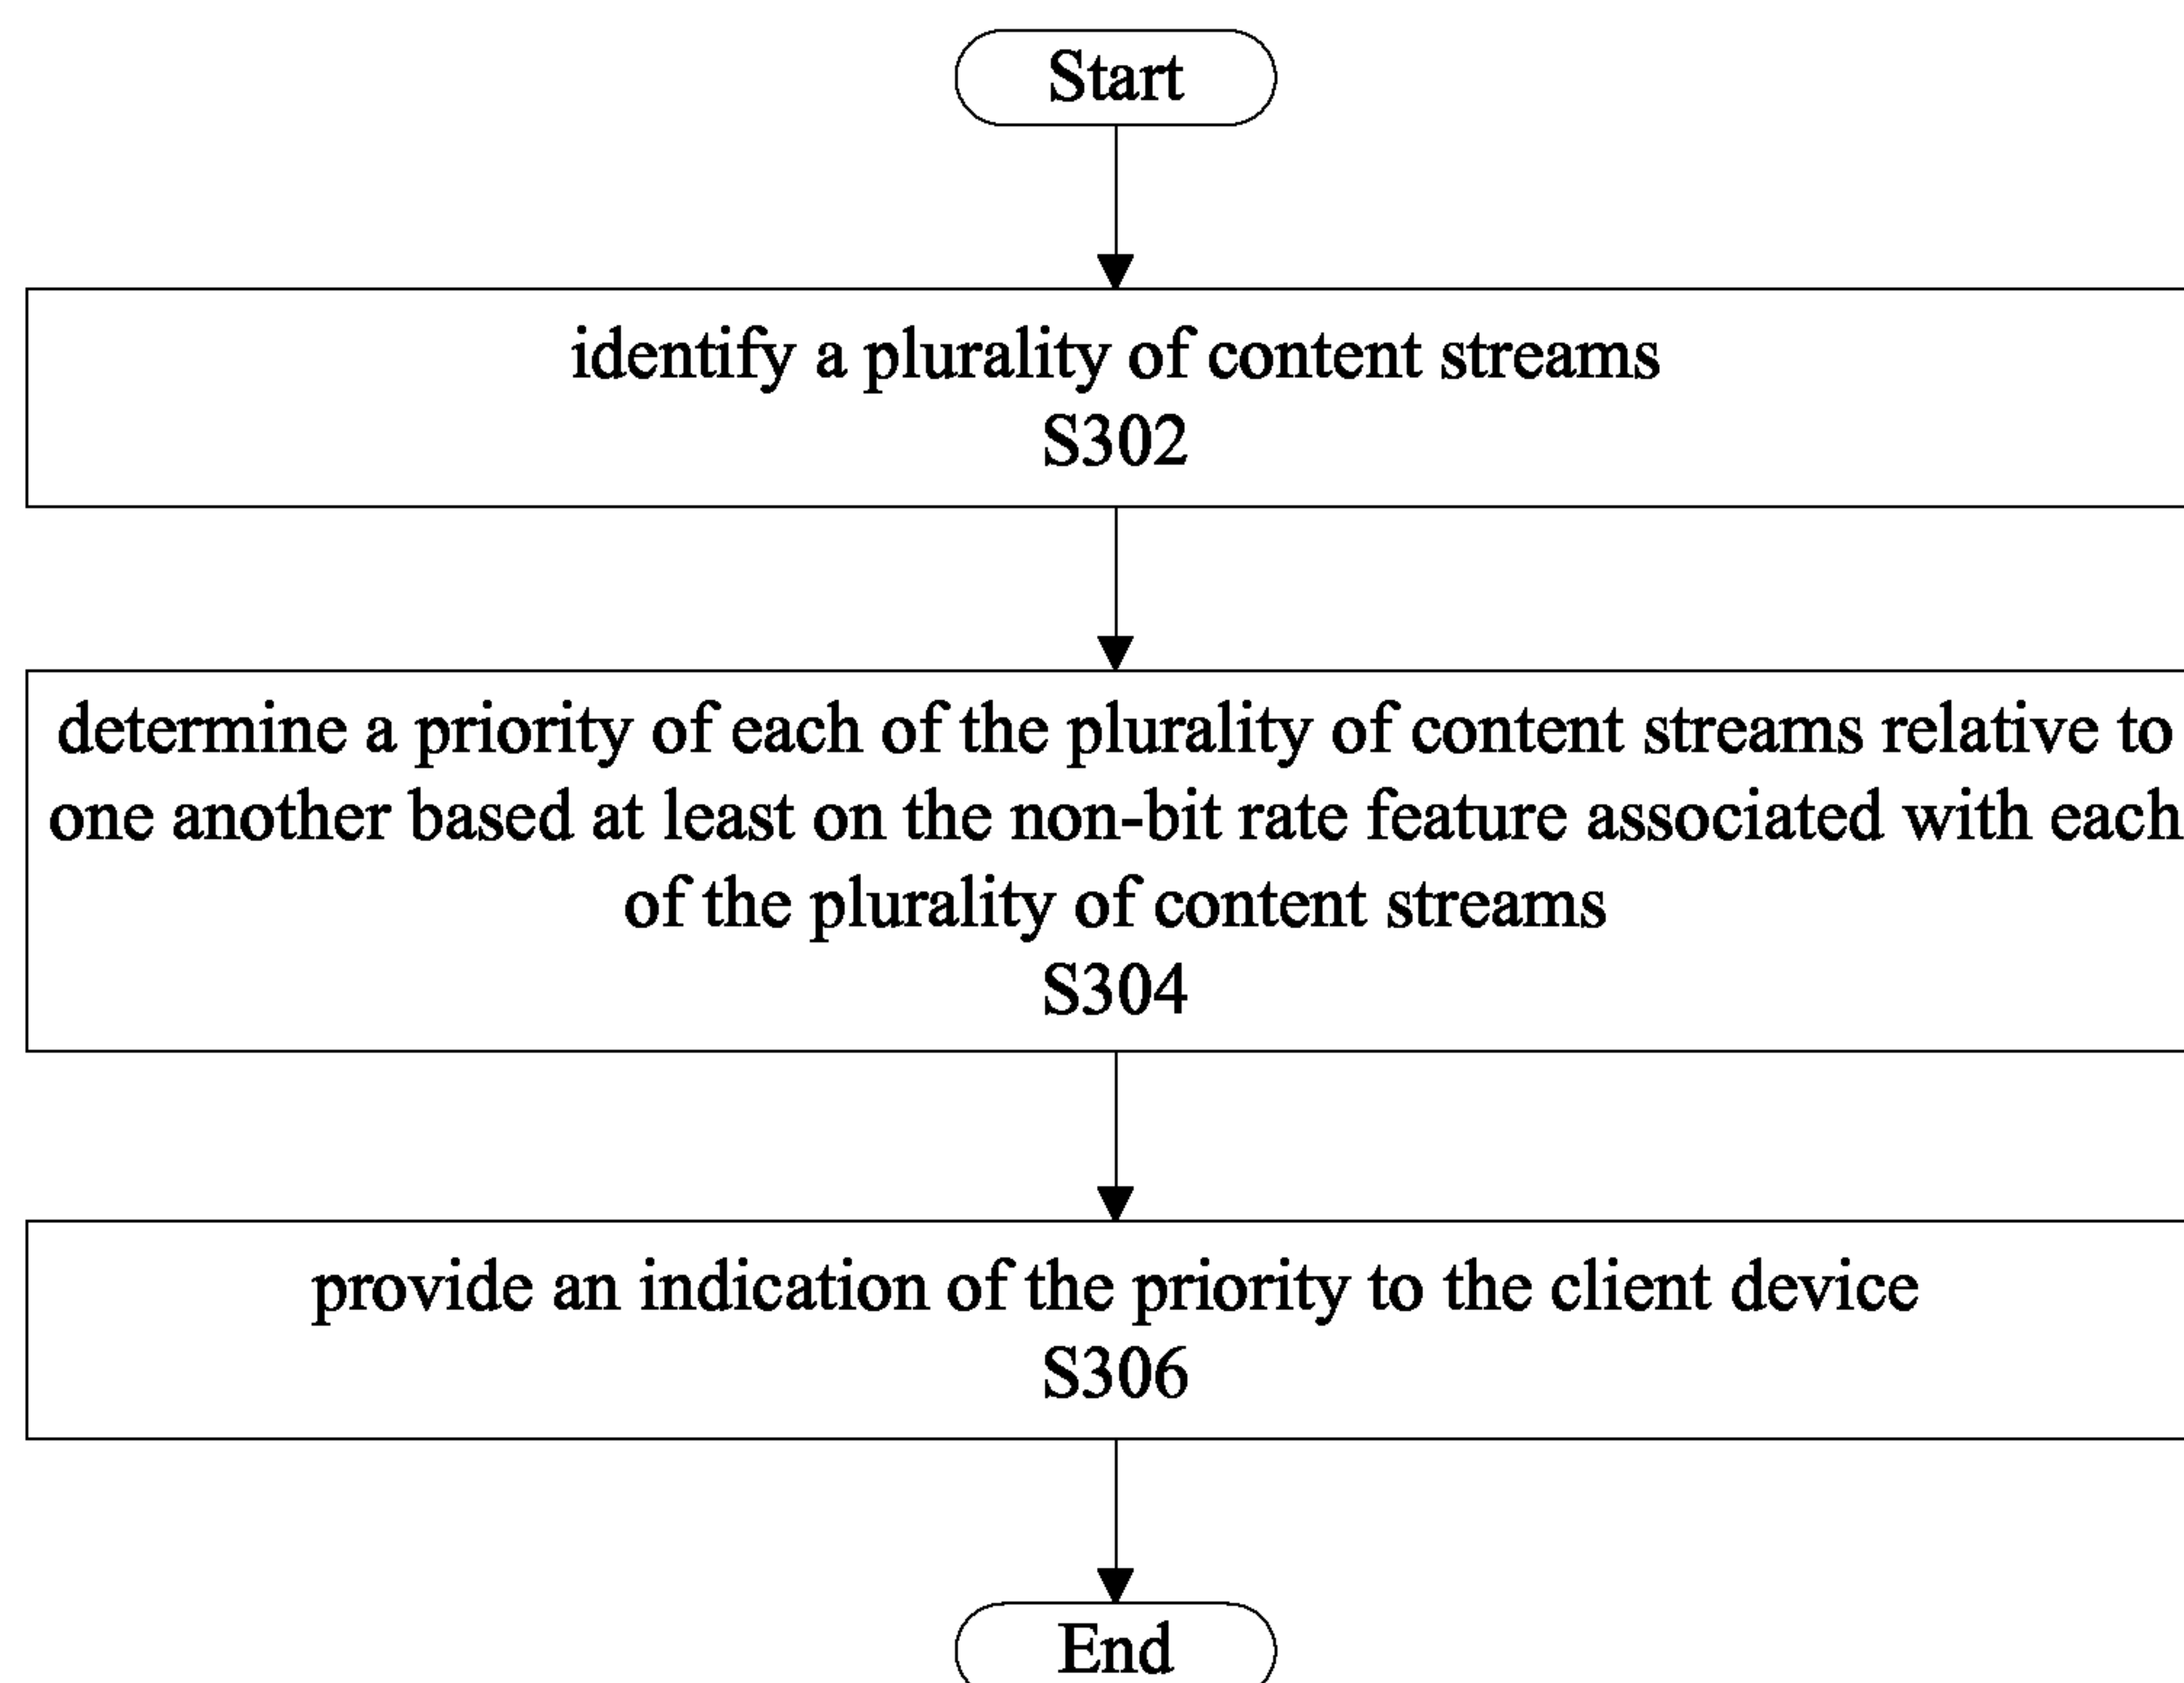 Start
identify a plurality of content streams
S302
determine a priority of each of the plurality of content streams relative to
one another based at least on the non-bit rate feature associated with each
of the plurality of content streams
S304
provide an indication of the priority to the client device
S306
End